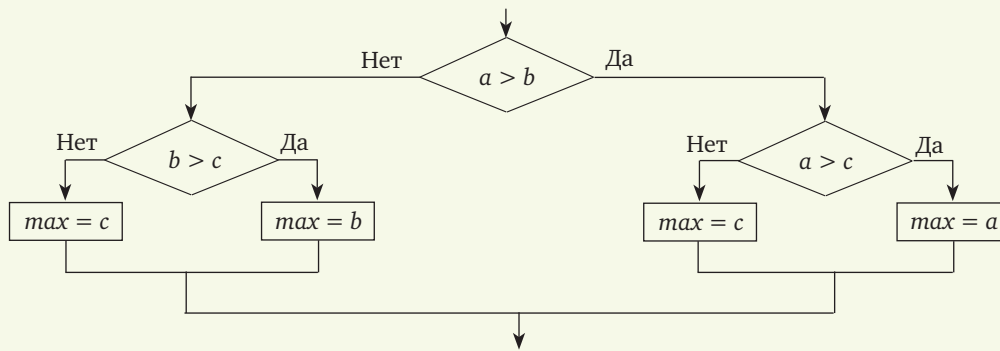 Нет
Да
a > b
Нет
Да
b > c
Нет
Да
a > c
max = c
max = b
max = c
max = a